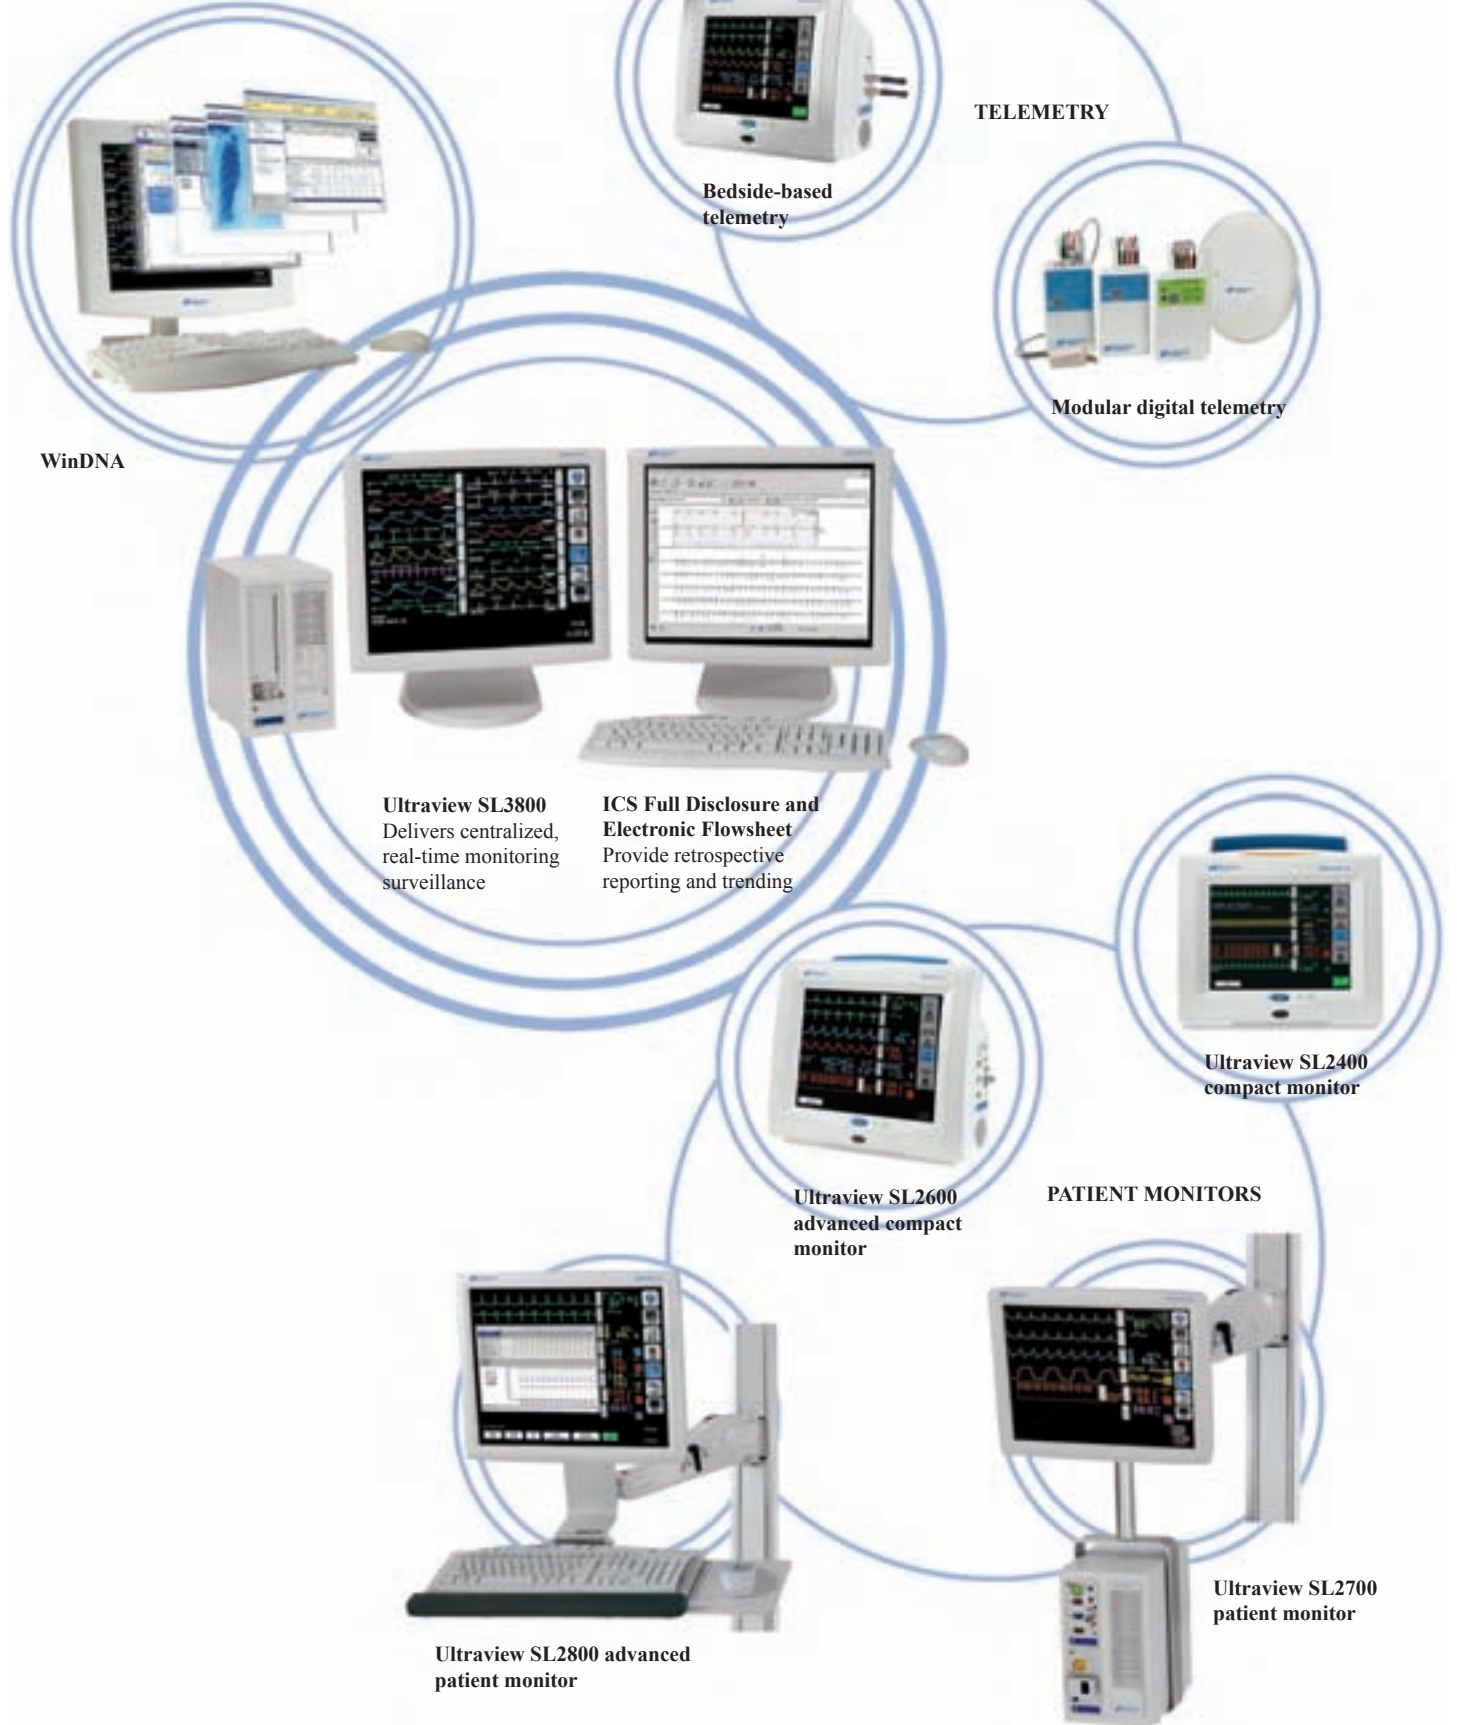 TELEMETRY
Bedside-based
telemetry
Modular digital telemetry
WinDNA
Ultraview SL3800
Delivers centralized,
real-time monitoring
surveillance
ICS Full Disclosure and
Electronic Flowsheet
Provide retrospective
reporting and trending
Ultraview SL2400
compact monitor
Ultraview SL2600
advanced compact
monitor
PATIENT MONITORS
Ultraview SL2700
patient monitor
Ultraview SL2800 advanced
patient monitor